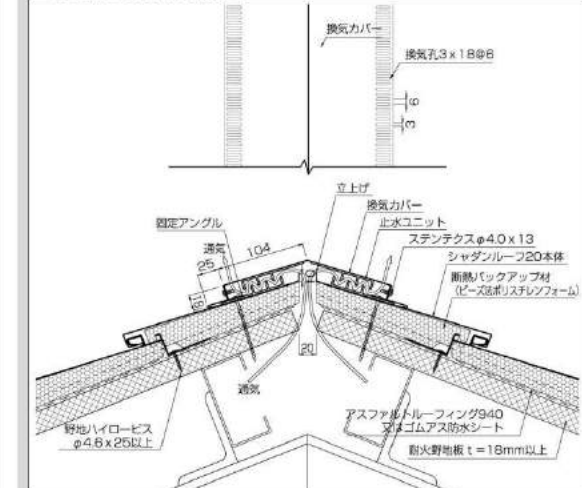 換気カバー
換気孔3×18@6
6
3
立上げ
換気カバー
止水ユニット
固定アングル
ステンテクスφ4.0×13
通気
104
シャダンルーフ20本体
25
断熱バックアップ材
(ビーズ法ポリスチレンフォーム)
18
20
通気
アスファルトルーフィング940
又はゴムアス防水シート
野地ハイロービス
φ4.6×25以上
耐火野地板t=18mm以上